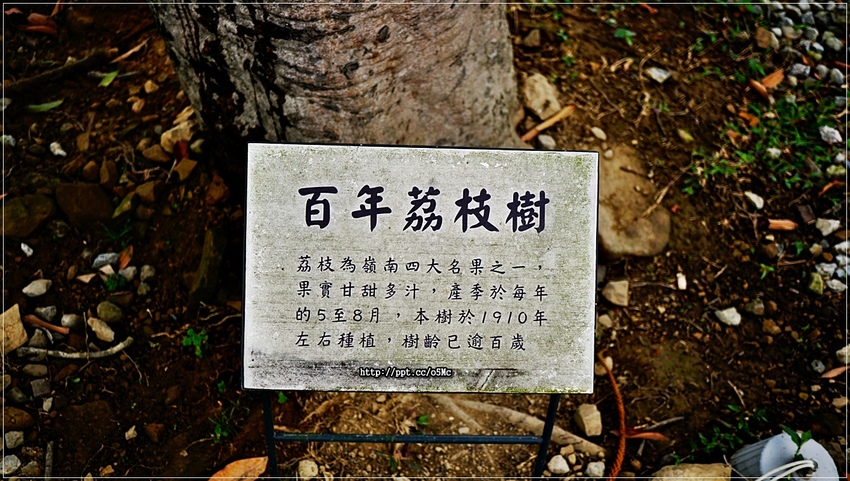 百年荔枝樹
荔枝為嶺南四大名果之一，
果實甘甜多汁，產季於每年
的5至8月，本樹於1910年
左右種植，樹齡已逾百歲
http://ppt.cc/o5Mc